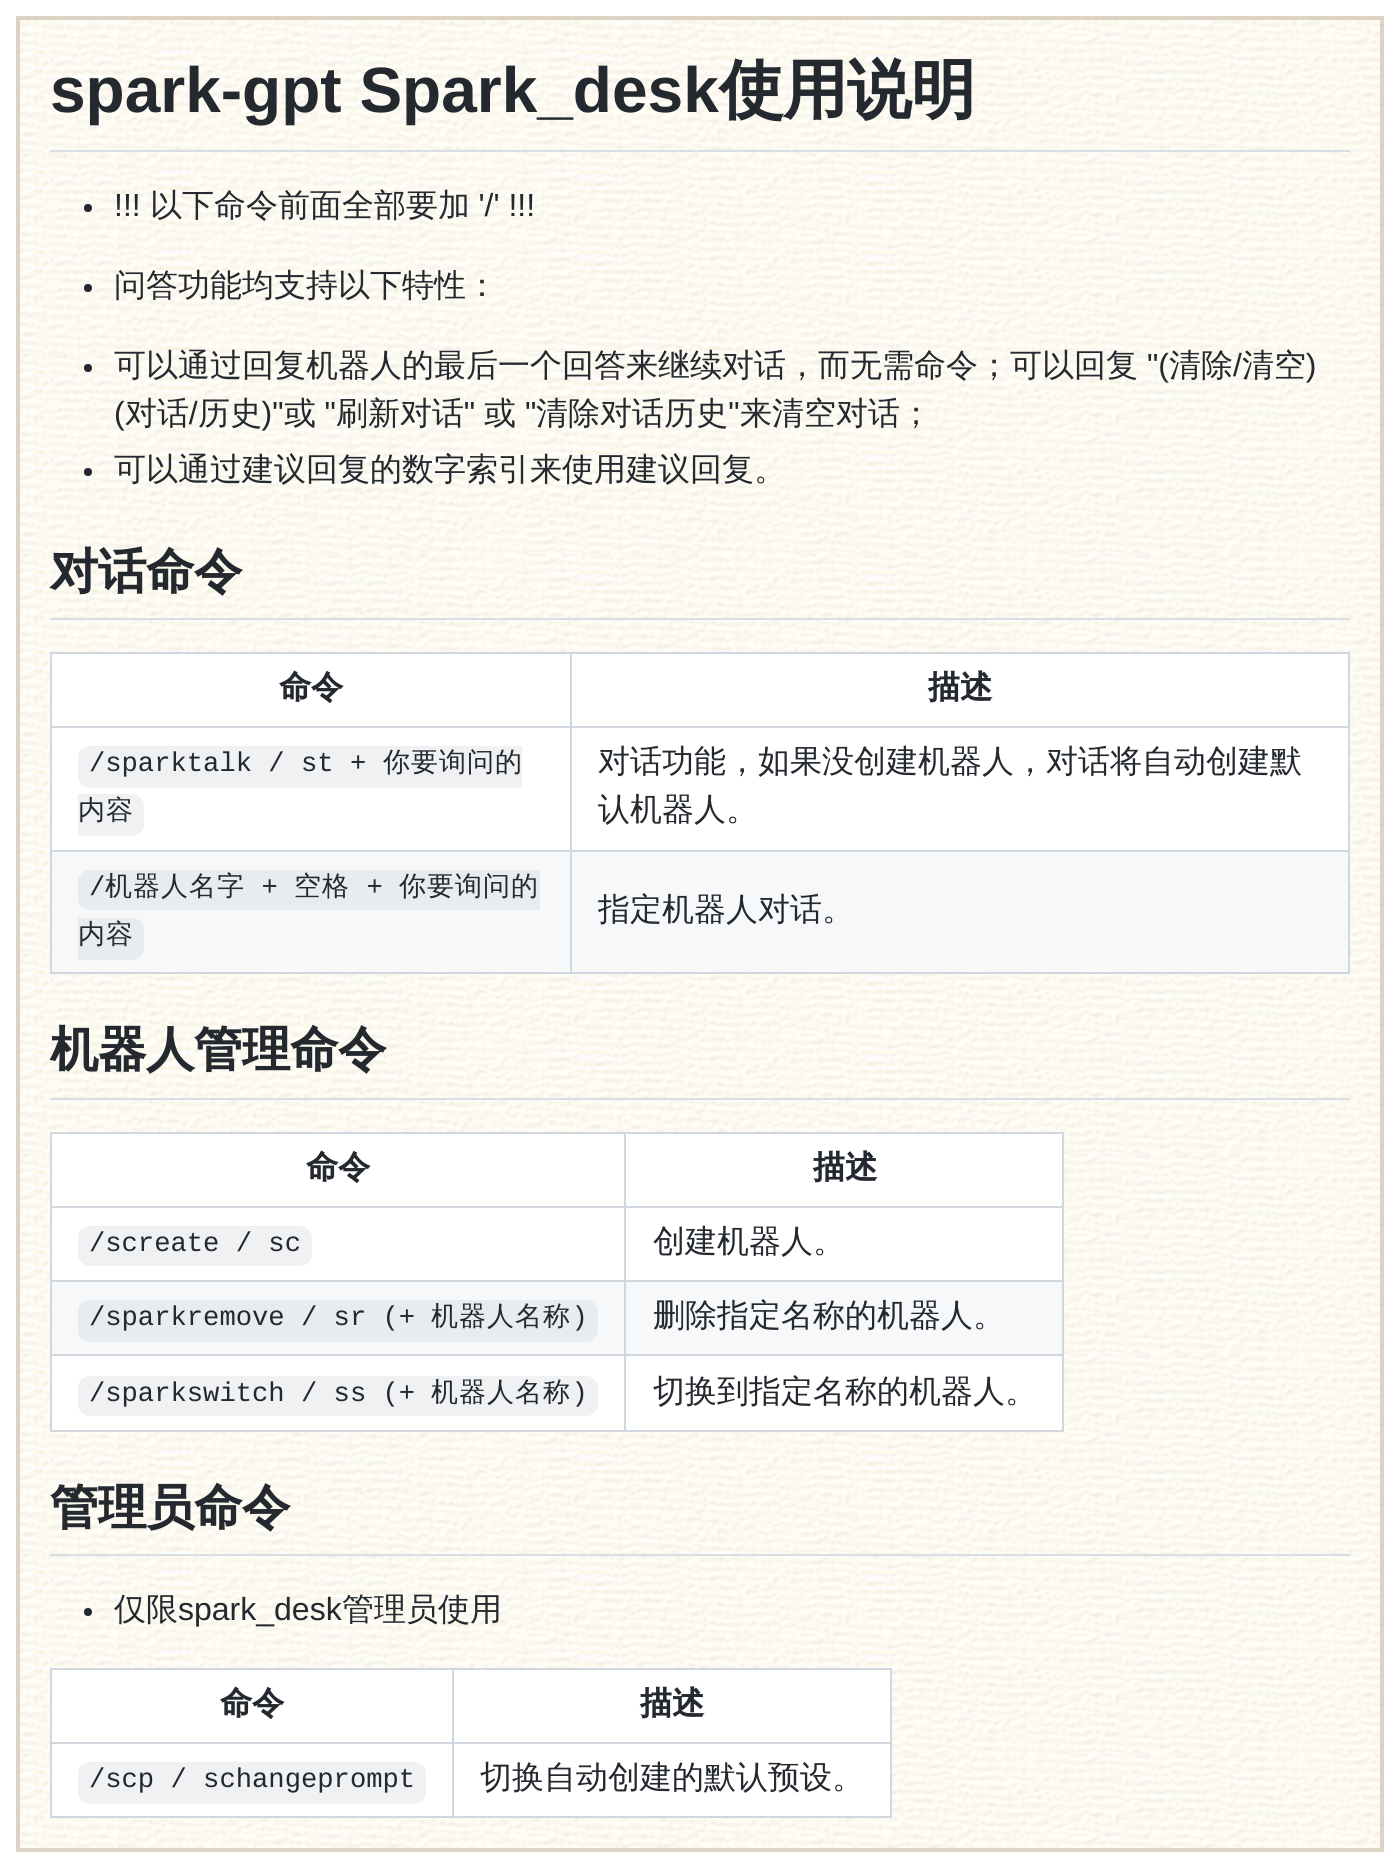 spark-gpt Spark_desk使用说明
!!! 以下命令前面全部要加 '/' !!!
问答功能均支持以下特性：
可以通过回复机器人的最后一个回答来继续对话，而无需命令；可以回复 "(清除/清空)
(对话/历史)"或 "刷新对话" 或 "清除对话历史"来清空对话；
可以通过建议回复的数字索引来使用建议回复。
对话命令
命令 描述
/sparktalk / st + 你要询问的
内容
对话功能，如果没创建机器人，对话将自动创建默
认机器人。
/机器人名字 + 空格 + 你要询问的
内容
指定机器人对话。
机器人管理命令
命令 描述
/screate / sc 创建机器人。
/sparkremove / sr (+ 机器人名称) 删除指定名称的机器人。
/sparkswitch / ss (+ 机器人名称) 切换到指定名称的机器人。
管理员命令
仅限spark_desk管理员使用
命令 描述
/scp / schangeprompt 切换自动创建的默认预设。